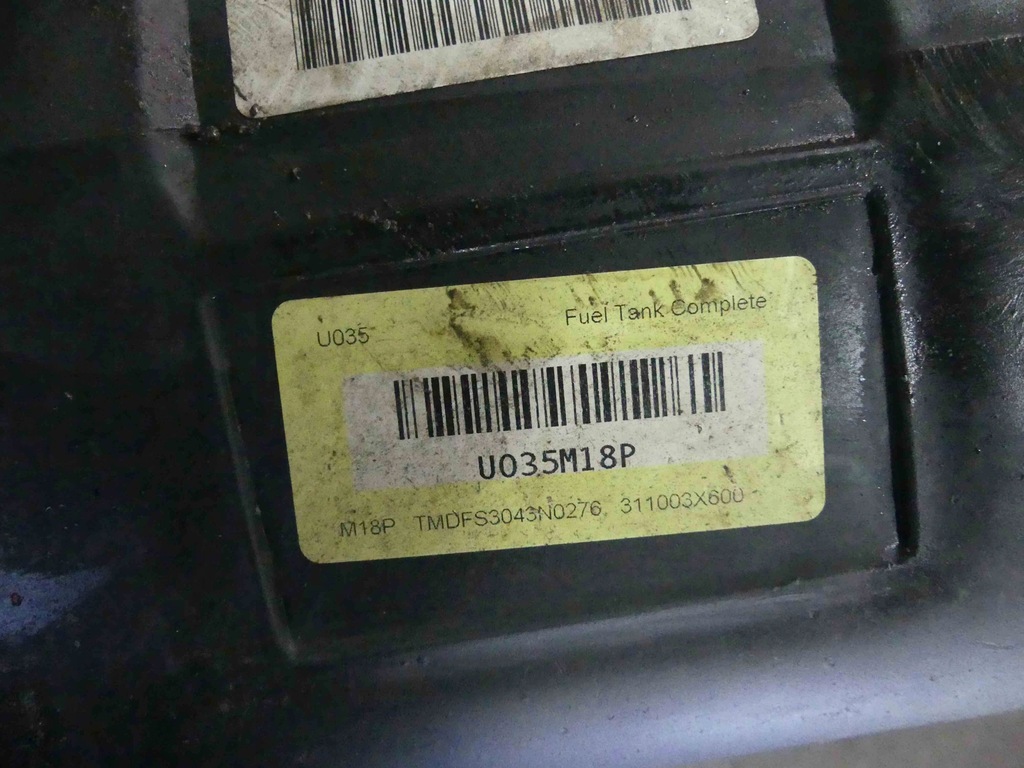 U035
Fuel Tank Complete
U035M18P
M18P TMDFS3043N0276 311003X600